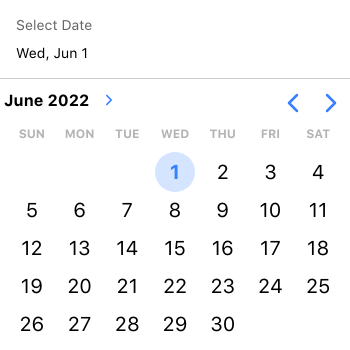 Select Date
Wed, Jun 1
June 2022
SUN MON TUE WED THU FRI SAT
1 2 3 4
5 6 7 8 9 10 11
12 13 14 15 16 17 18
19 20 21 22 23 24 25
26 27 28 29 30